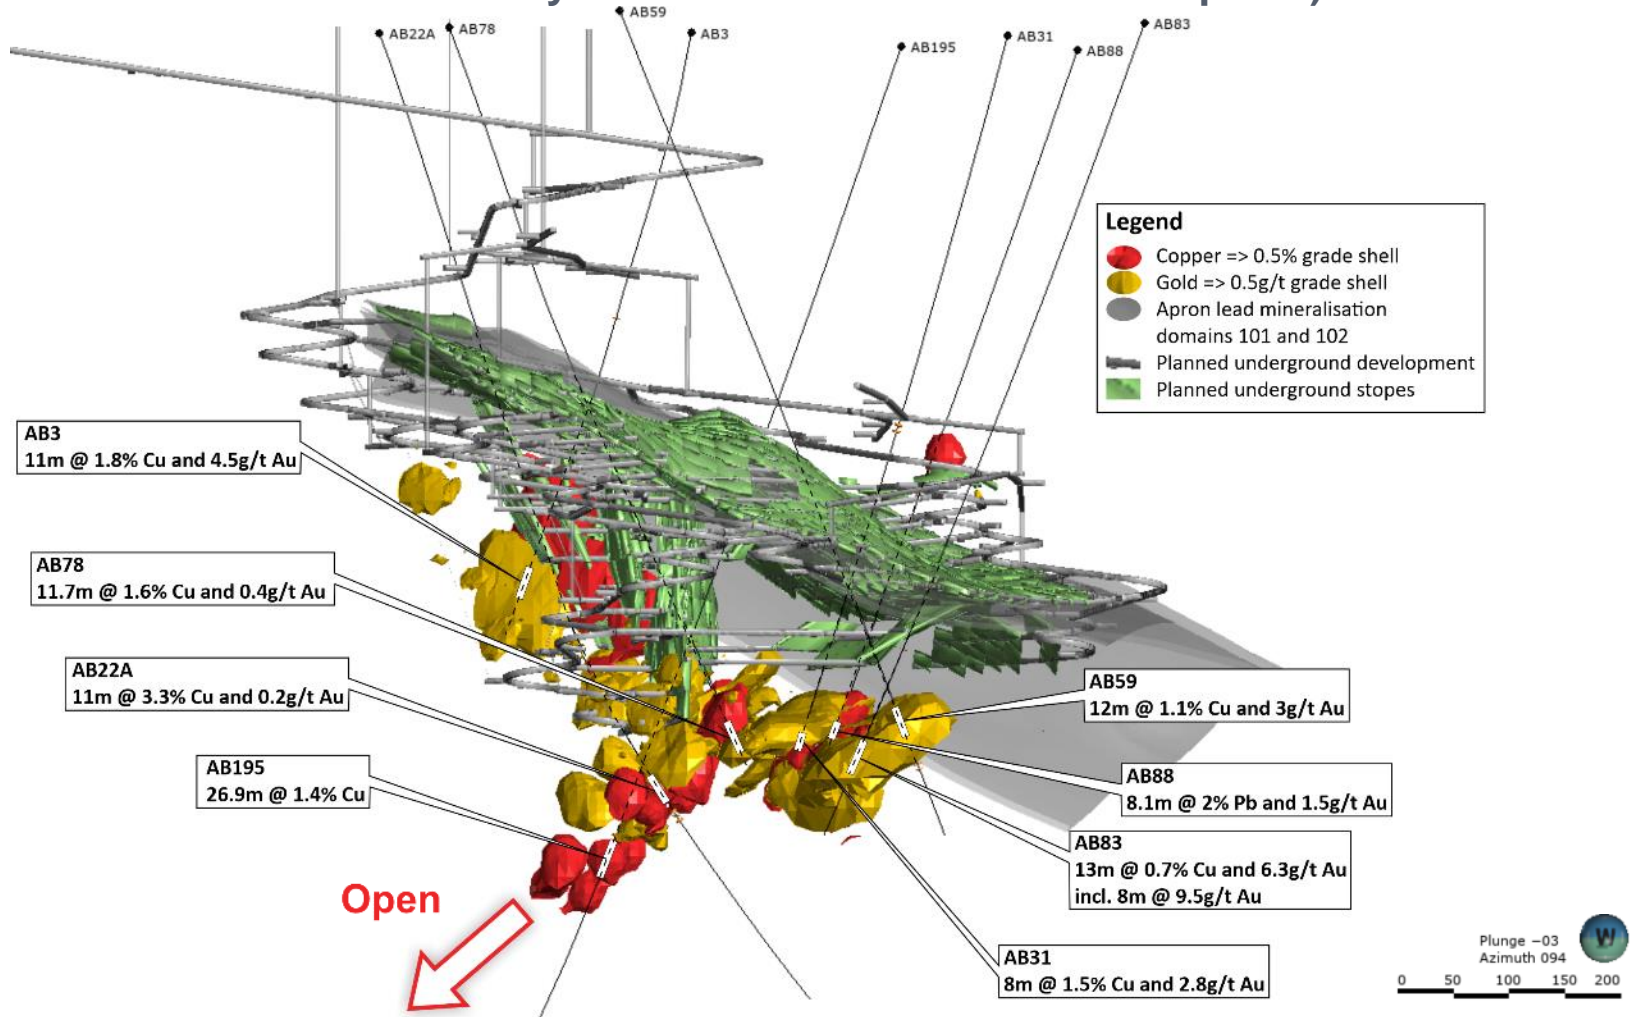 AB22A
AB78
AB59
AB3
AB195
AB31
AB88
AB83
Legend
Copper => 0.5% grade shell
Gold => 0.5g/t grade shell
Apron lead mineralisation
domains 101 and 102
Planned underground development
Planned underground stopes
AB3
11m @ 1.8% Cu and 4.5g/t Au
AB78
11.7m @ 1.6% Cu and 0.4g/t Au
AB22A
11m @ 3.3% Cu and 0.2g/t Au
AB195
26.9m @ 1.4% Cu
Open
AB59
12m @ 1.1% Cu and 3g/t Au
AB88
8.1m @ 2% Pb and 1.5g/t Au
AB83
13m @ 0.7% Cu and 6.3g/t Au
incl. 8m @ 9.5g/t Au
AB31
8m @ 1.5% Cu and 2.8g/t Au
Plunge −03
Azimuth 094
W
0 50 100 150 200